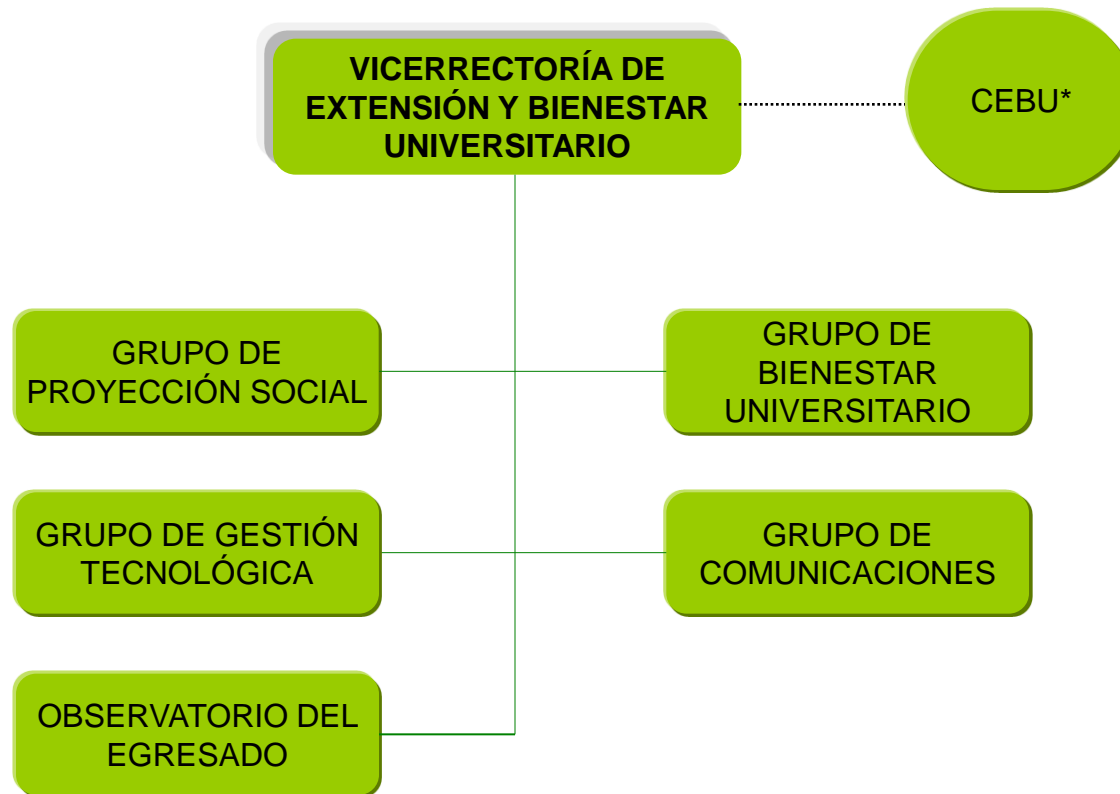 VICERRECTORÍA DE
EXTENSIÓN Y BIENESTAR
UNIVERSITARIO
CEBU*
GRUPO DE
PROYECCIÓN SOCIAL
GRUPO DE
BIENESTAR
UNIVERSITARIO
GRUPO DE GESTIÓN
TECNOLÓGICA
GRUPO DE
COMUNICACIONES
OBSERVATORIO DEL
EGRESADO